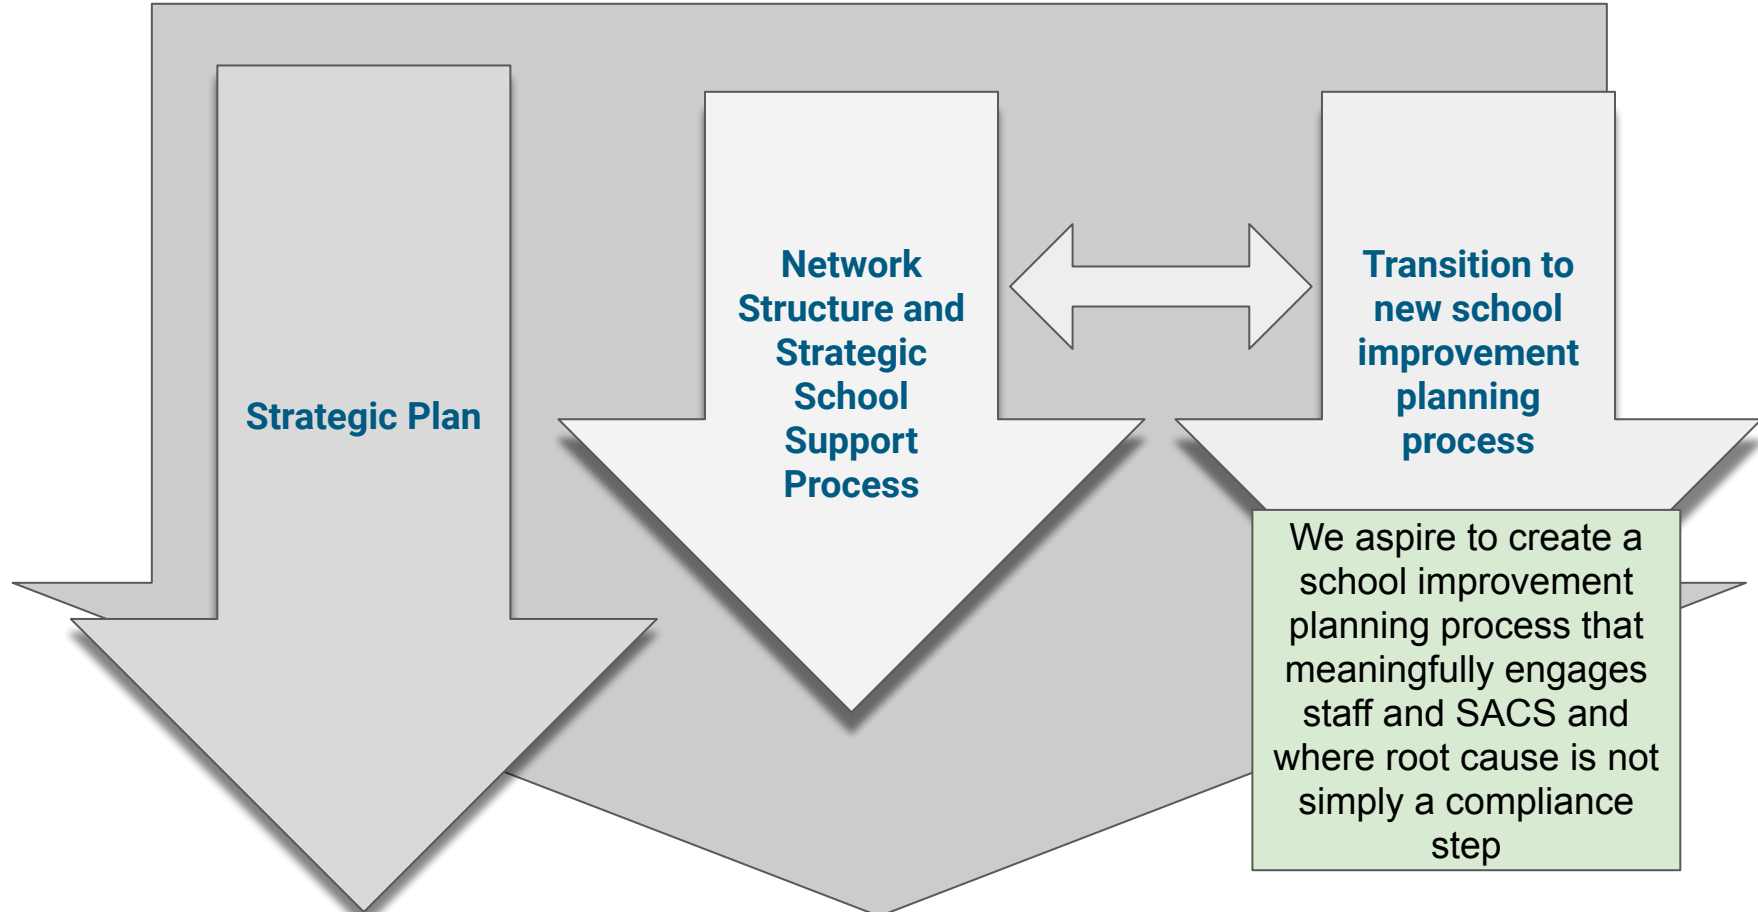 Strategic Plan
Network
Structure and
Strategic
School
Support
Process
Transition to
new school
improvement
planning
process
We aspire to create a
school improvement
planning process that
meaningfully engages
staff and SACS and
where root cause is not
simply a compliance
step